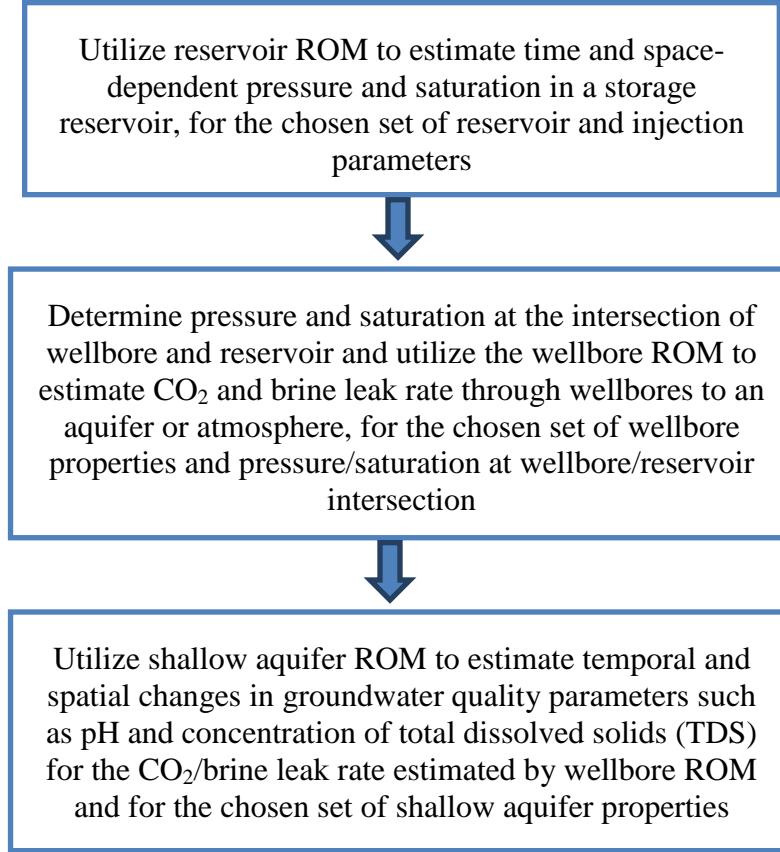 Utilize reservoir ROM to estimate time and space-
dependent pressure and saturation in a storage
reservoir, for the chosen set of reservoir and injection
parameters
Determine pressure and saturation at the intersection of
wellbore and reservoir and utilize the wellbore ROM to
estimate CO₂ and brine leak rate through wellbores to an
aquifer or atmosphere, for the chosen set of wellbore
properties and pressure/saturation at wellbore/reservoir
intersection
Utilize shallow aquifer ROM to estimate temporal and
spatial changes in groundwater quality parameters such
as pH and concentration of total dissolved solids (TDS)
for the CO₂/brine leak rate estimated by wellbore ROM
and for the chosen set of shallow aquifer properties